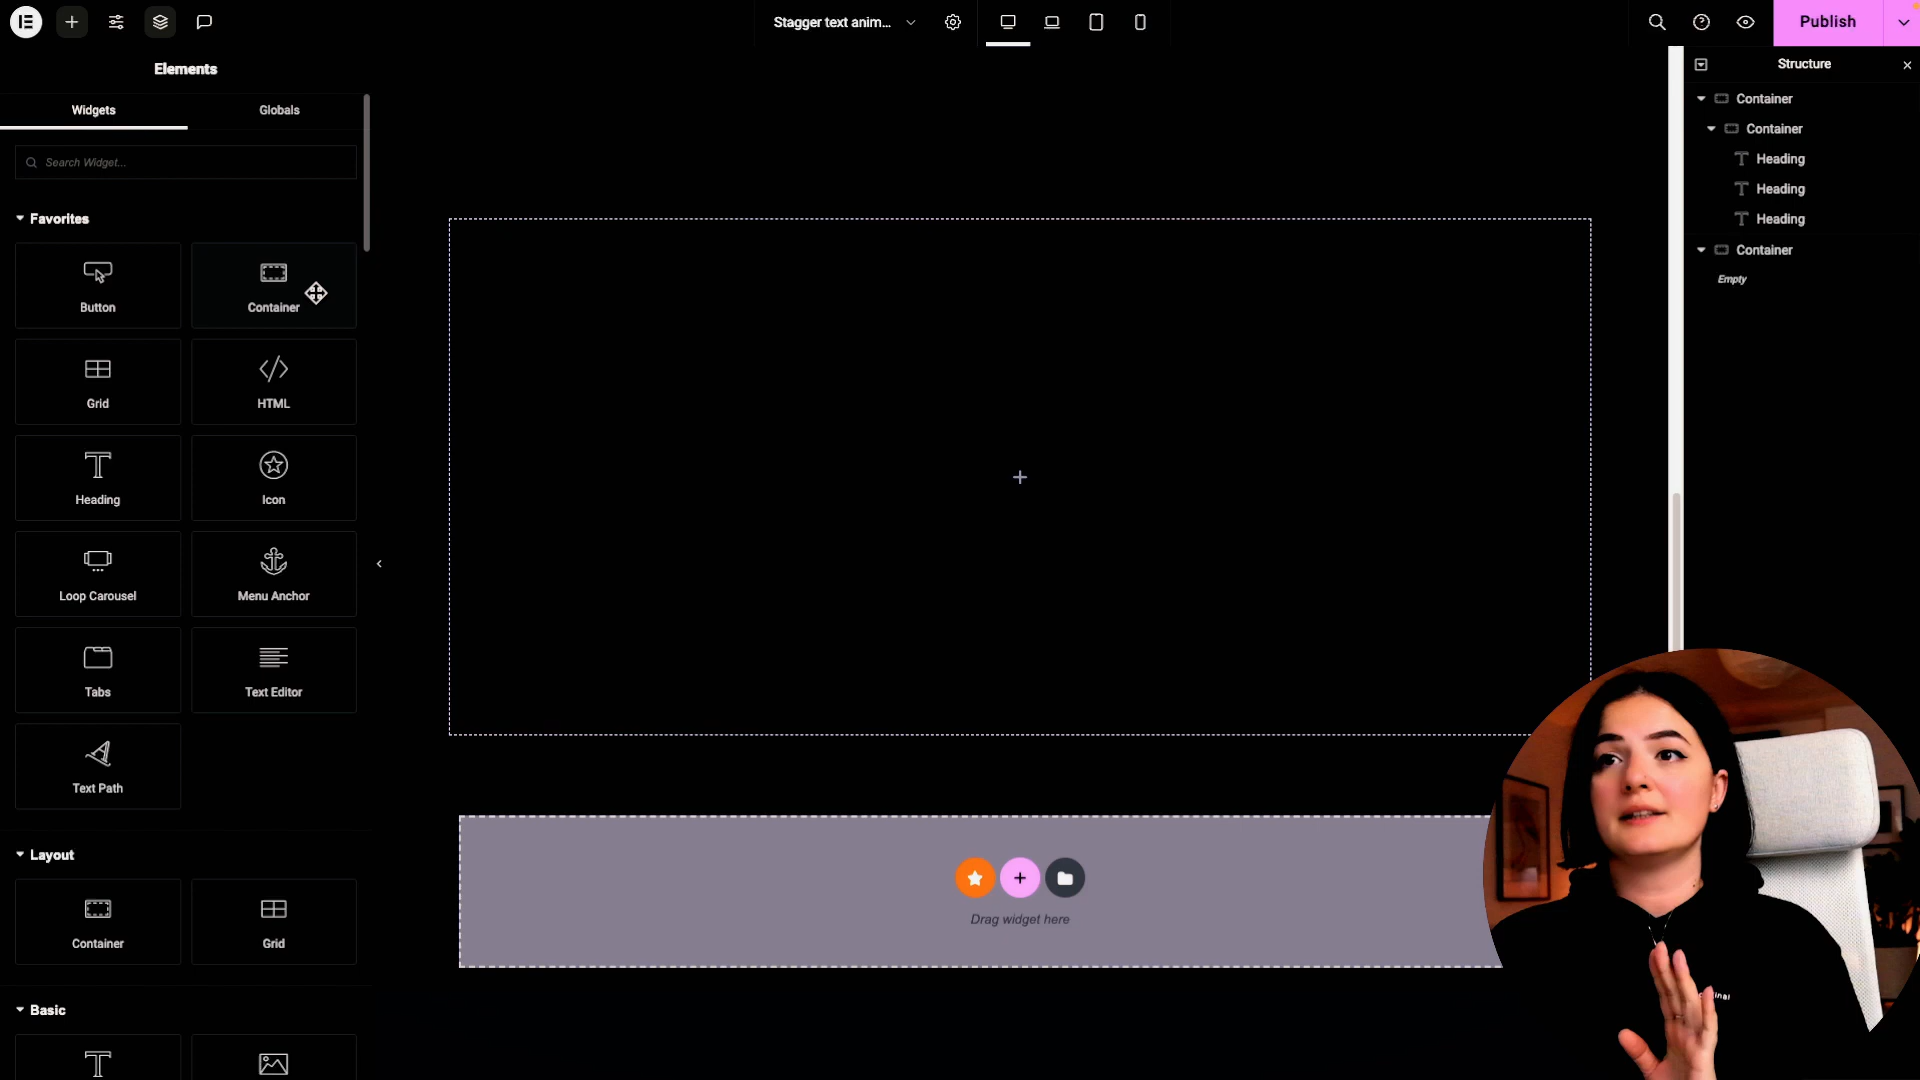 Stagger text anim...
Publish
Elements
Structure
Widgets
Globals
Search Widget...
Favorites
Button
Container
Grid
HTML
Heading
Icon
Loop Carousel
Menu Anchor
Tabs
Text Editor
Text Path
Layout
Container
Grid
Basic
Drag widget here
Container
Container
Heading
Heading
Heading
Container
Empty